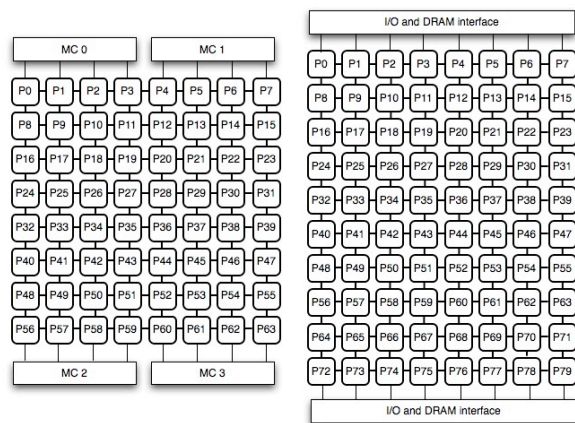 MC 0 MC 1
P0 P1 P2 P3 P4 P5 P6 P7
P8 P9 P10 P11 P12 P13 P14 P15
P16 P17 P18 P19 P20 P21 P22 P23
P24 P25 P26 P27 P28 P29 P30 P31
P32 P33 P34 P35 P36 P37 P38 P39
P40 P41 P42 P43 P44 P45 P46 P47
P48 P49 P50 P51 P52 P53 P54 P55
P56 P57 P58 P59 P60 P61 P62 P63
MC 2 MC 3
I/O and DRAM interface
P0 P1 P2 P3 P4 P5 P6 P7
P8 P9 P10 P11 P12 P13 P14 P15
P16 P17 P18 P19 P20 P21 P22 P23
P24 P25 P26 P27 P28 P29 P30 P31
P32 P33 P34 P35 P36 P37 P38 P39
P40 P41 P42 P43 P44 P45 P46 P47
P48 P49 P50 P51 P52 P53 P54 P55
P56 P57 P58 P59 P60 P61 P62 P63
P64 P65 P66 P67 P68 P69 P70 P71
P72 P73 P74 P75 P76 P77 P78 P79
I/O and DRAM interface